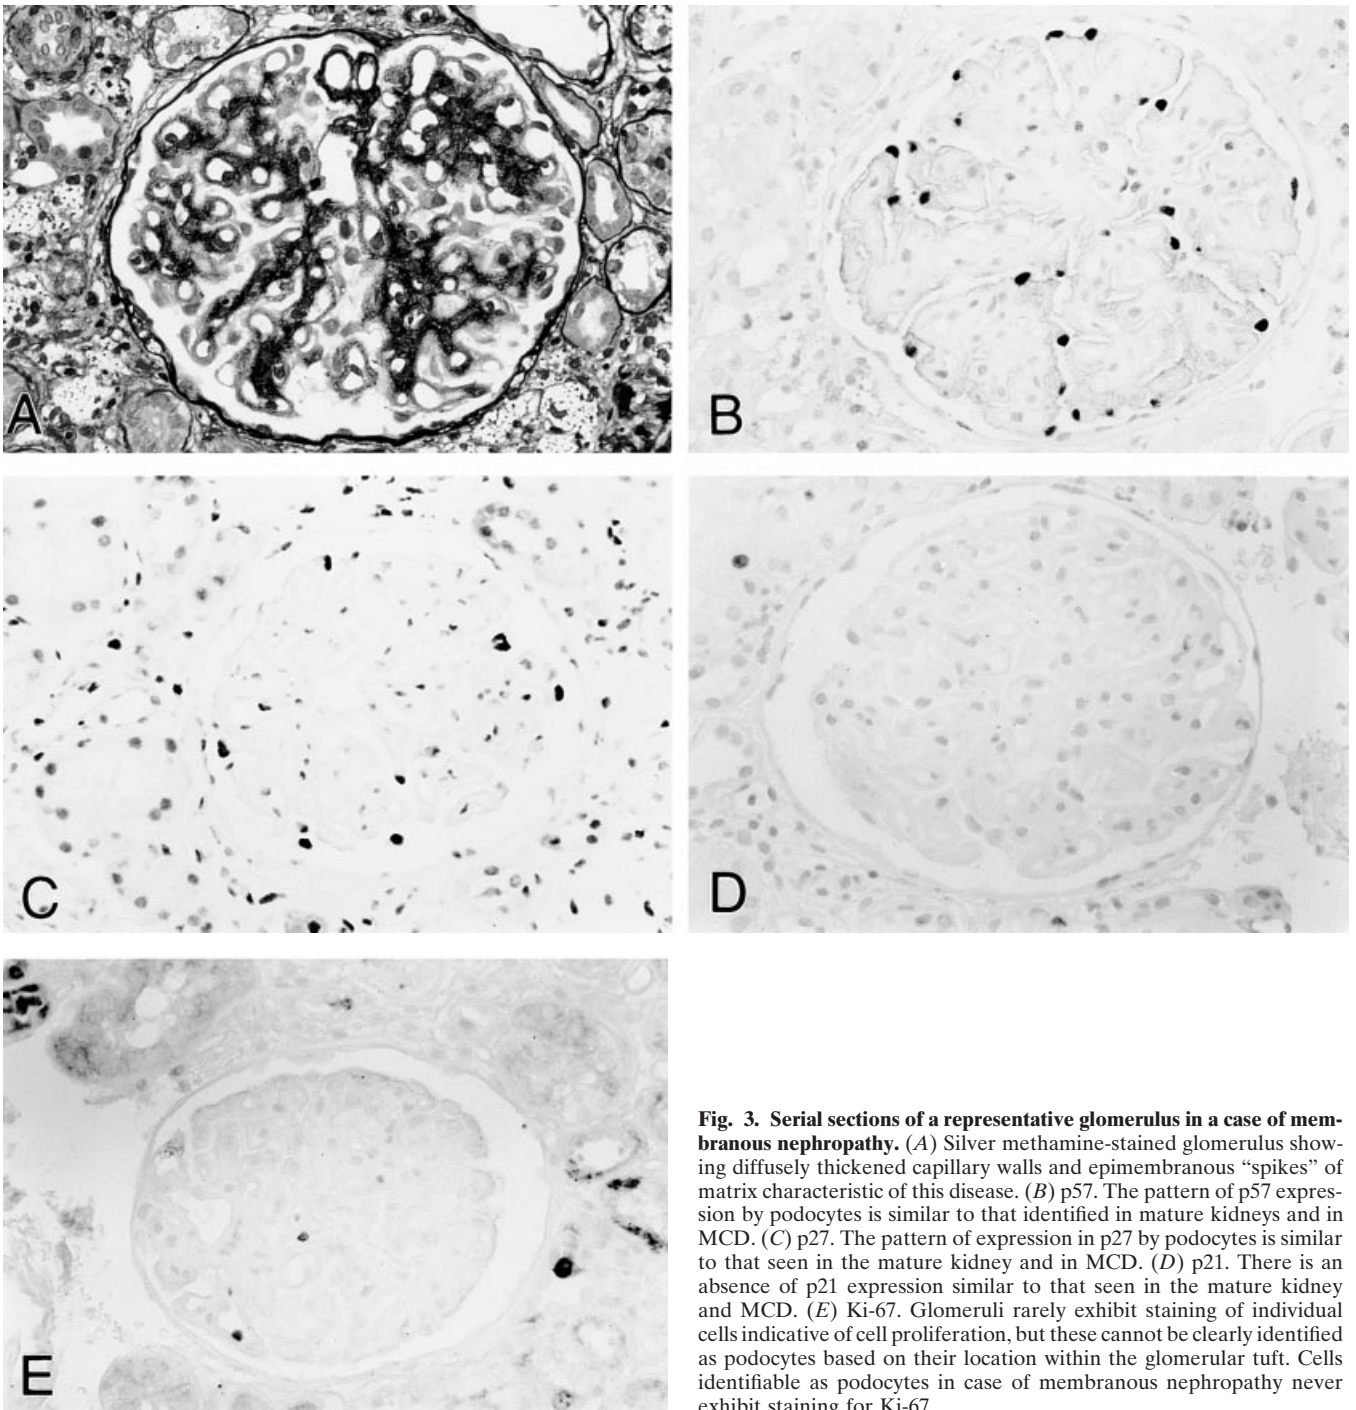 A
B
C
D
E
Fig. 3. Serial sections of a representative glomerulus in a case of mem-
branous nephropathy. (A) Silver methamine-stained glomerulus show-
ing diffusely thickened capillary walls and epimembranous “spikes” of
matrix characteristic of this disease. (B) p57. The pattern of p57 expres-
sion by podocytes is similar to that identified in mature kidneys and in
MCD. (C) p27. The pattern of expression in p27 by podocytes is similar
to that seen in the mature kidney and in MCD. (D) p21. There is an
absence of p21 expression similar to that seen in the mature kidney
and MCD. (E) Ki-67. Glomeruli rarely exhibit staining of individual
cells indicative of cell proliferation, but these cannot be clearly identified
as podocytes based on their location within the glomerular tuft. Cells
identifiable as podocytes in case of membranous nephropathy never
exhibit staining for Ki-67.